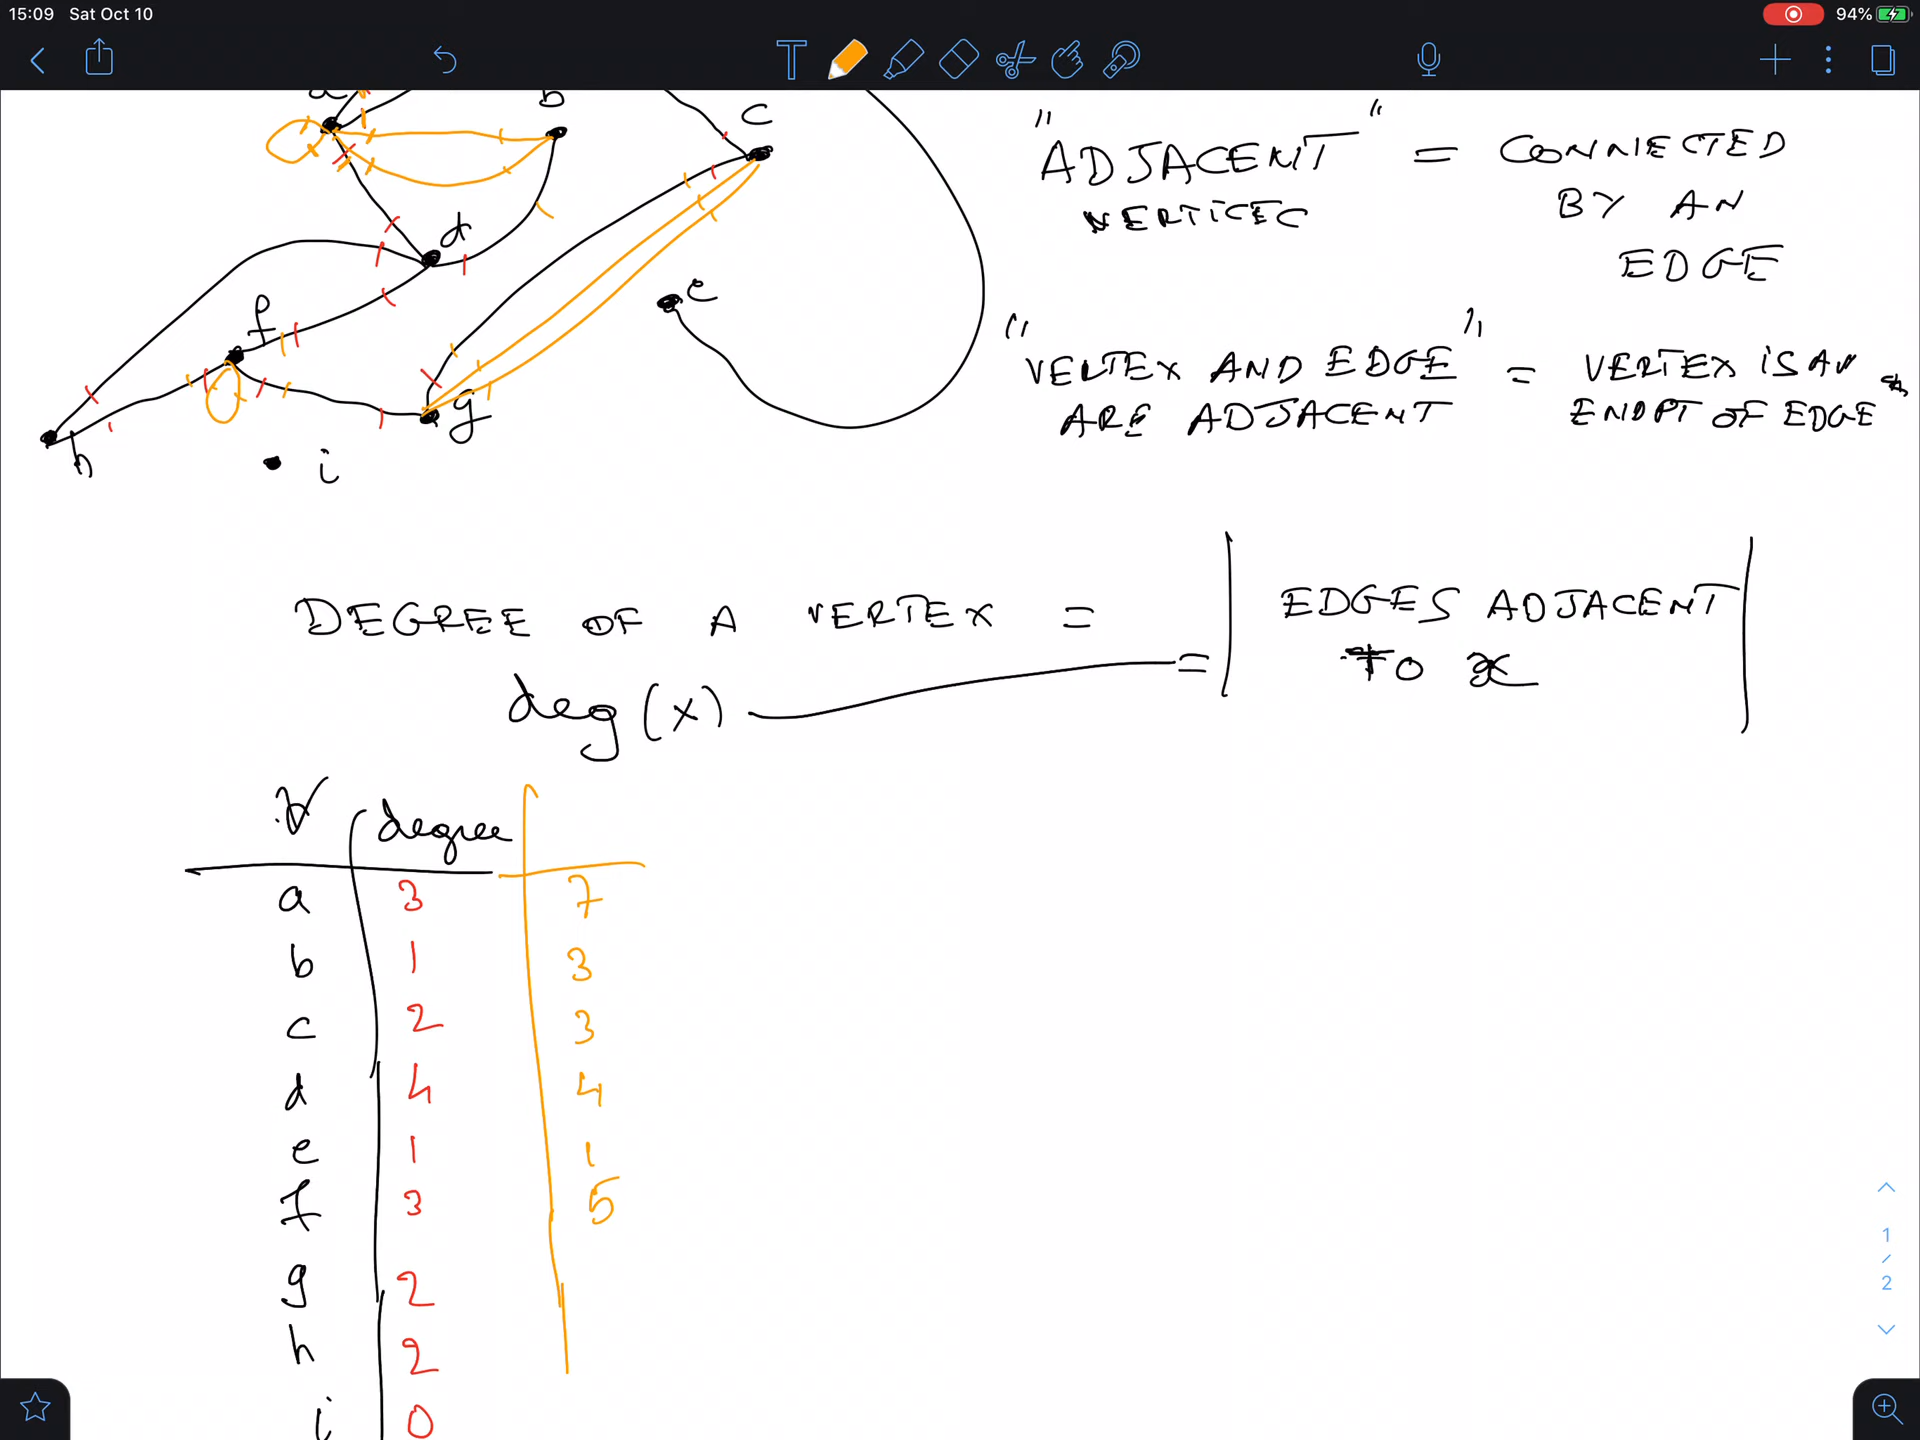 15:09 Sat Oct 10
94%
T
b
c
d
e
f
g
h
i
"ADJACENT" = CONNECTED
VERTICEC BY AN
EDGE
"VERTEX AND EDGE" = VERTEX IS AN
ARE ADJACENT ENDPT OF EDGE
DEGREE OF A VERTEX = | EDGES ADJACENT |
deg(x) = TO x
V degree
a 3 7
b 1 3
c 2 3
d 4 4
e 1 1
f 3 5
g 2
h 2
i 0
1
/
2